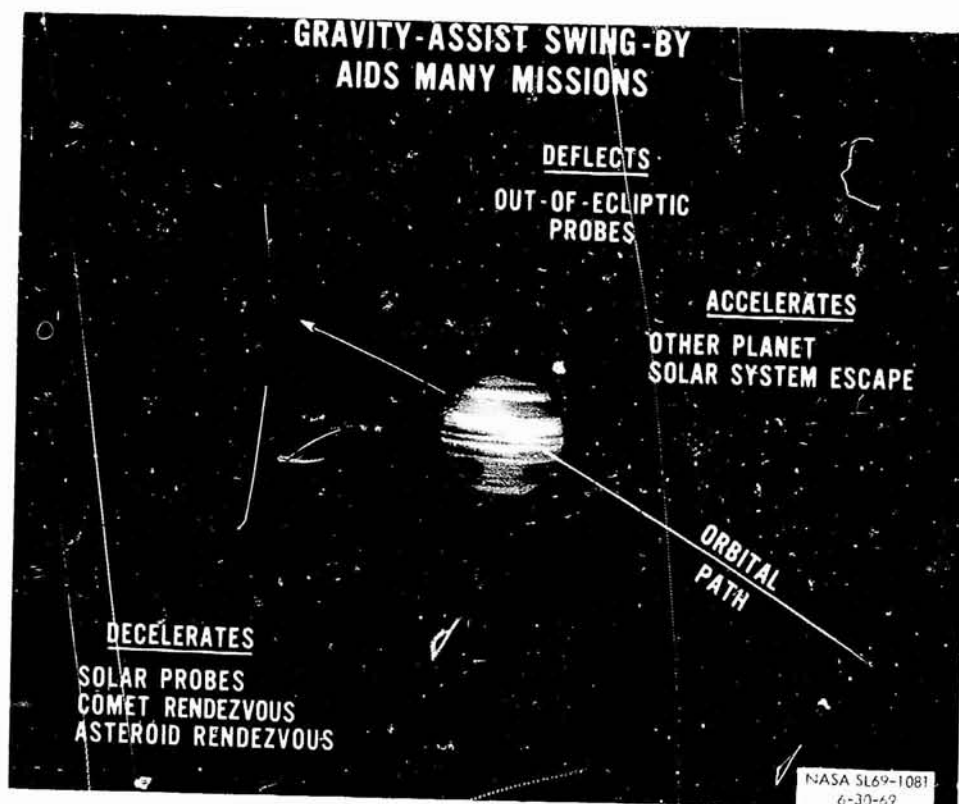 GRAVITY-ASSIST SWING-BY
AIDS MANY MISSIONS
DEFLECTS
OUT-OF-ECLIPTIC
PROBES
ACCELERATES
OTHER PLANET
SOLAR SYSTEM ESCAPE
ORBITAL
PATH
DECELERATES
SOLAR PROBES
COMET RENDEZVOUS
ASTEROID RENDEZVOUS
NASA SL69-1081
6-30-69